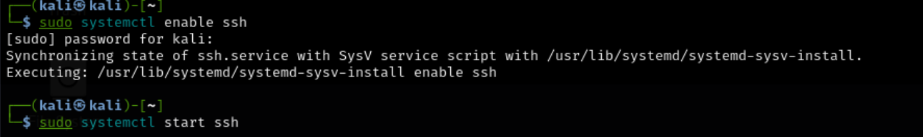 ┌──(kali㉿kali)-[~]
└─$ sudo systemctl enable ssh
[sudo] password for kali:
Synchronizing state of ssh.service with SysV service script with /usr/lib/systemd/systemd-sysv-install.
Executing: /usr/lib/systemd/systemd-sysv-install enable ssh
┌──(kali㉿kali)-[~]
└─$ sudo systemctl start ssh